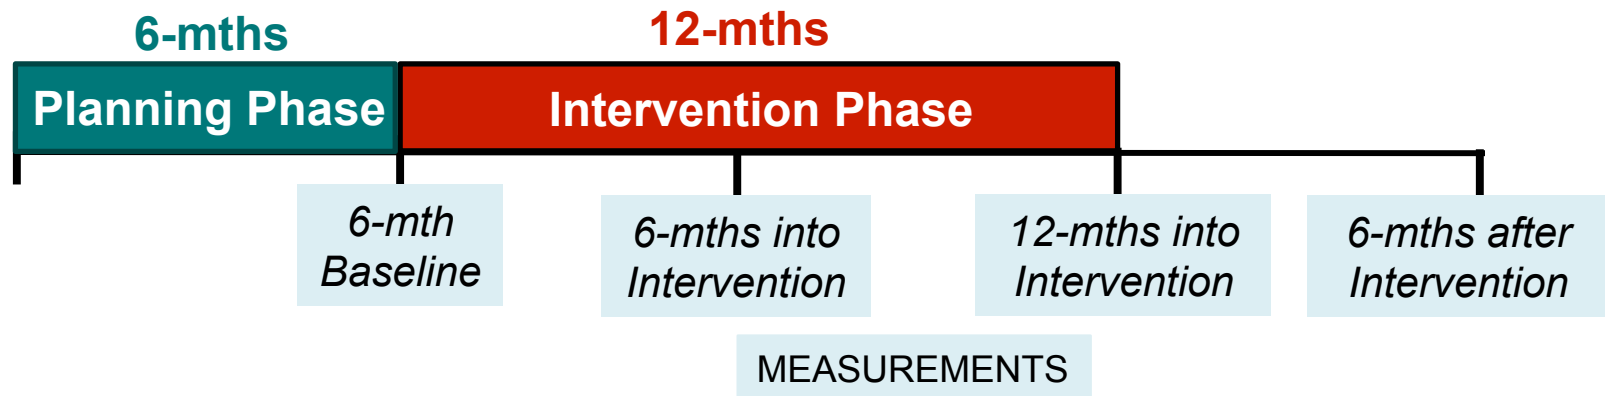 6-mths
12-mths
Planning Phase
Intervention Phase
6-mth
Baseline
6-mths into
Intervention
12-mths into
Intervention
6-mths after
Intervention
MEASUREMENTS